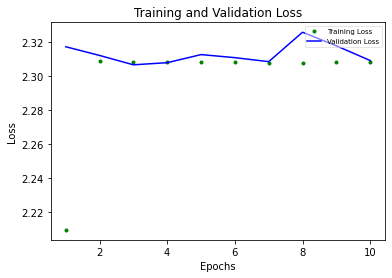 Training and Validation Loss
Training Loss
Validation Loss
2.32
2.30
2.28
2.26
2.24
2.22
Loss
2
4
6
8
10
Epochs